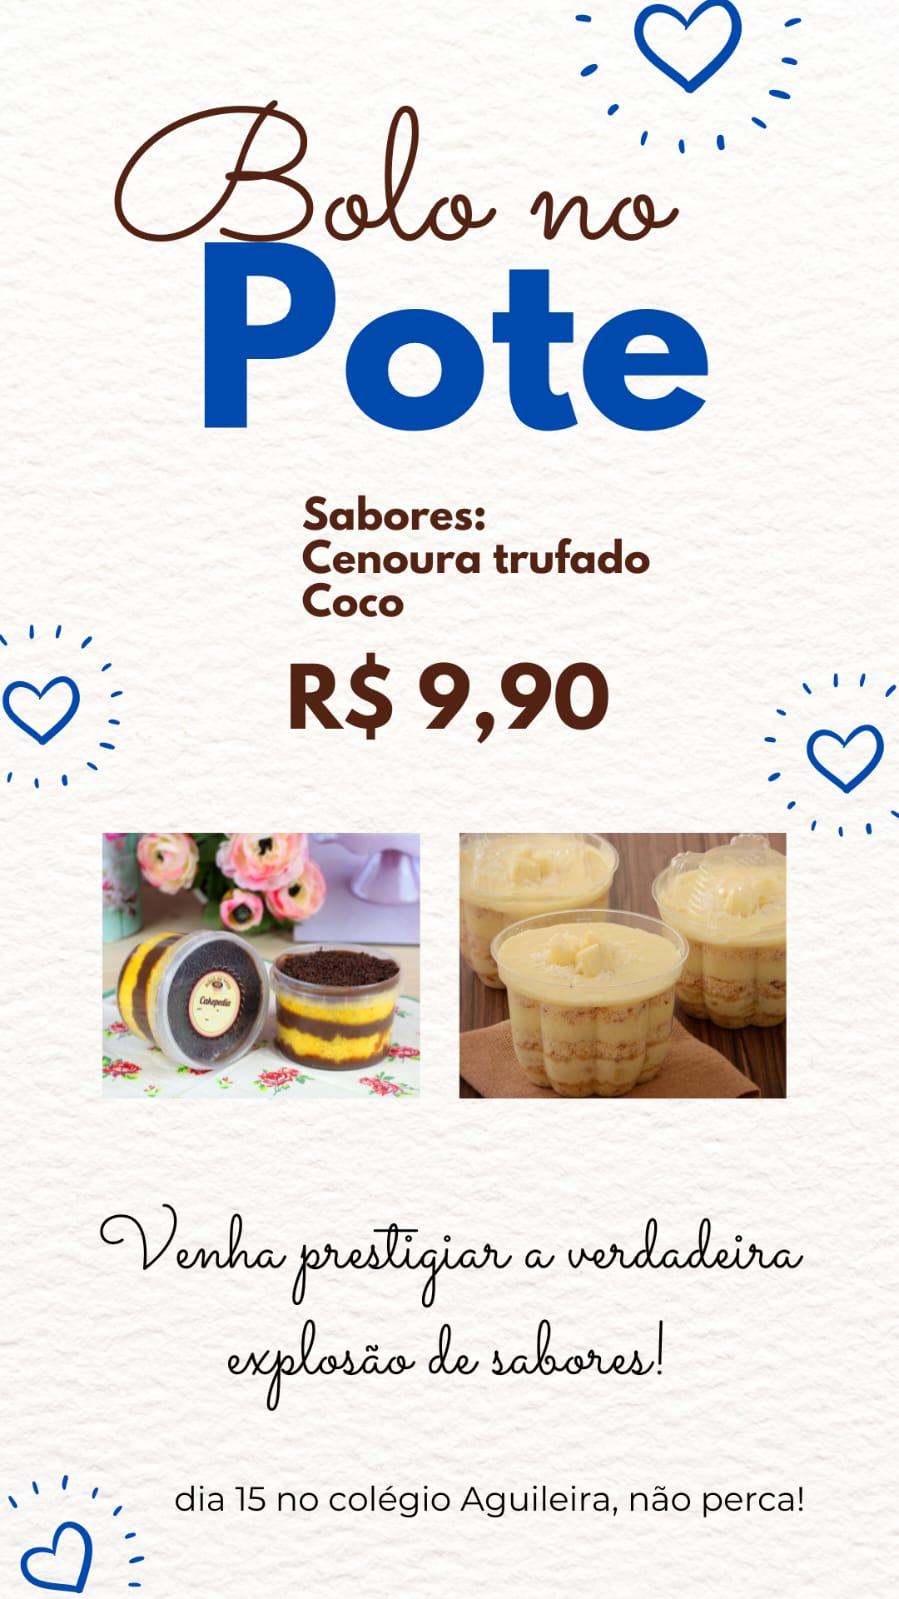 Bolo no
Pote
Sabores:
Cenoura trufado
Coco
R$ 9,90
Cakepedia
Venha prestigiar a verdadeira
explosão de sabores!
dia 15 no colégio Aguileira, não perca!